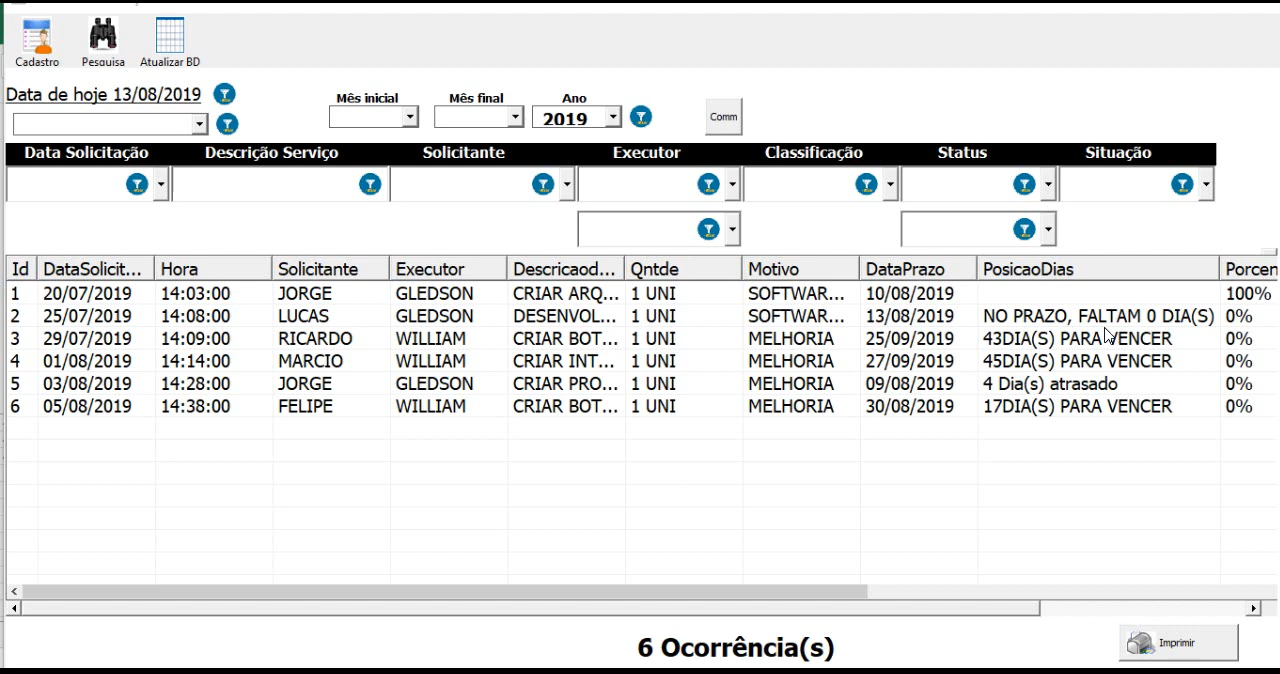 Cadastro Pesquisa Atualizar BD
Data de hoje 13/08/2019
Mês inicial Mês final Ano
2019
Comm
Data Solicitação Descrição Serviço Solicitante Executor Classificação Status Situação
Id DataSolicit... Hora Solicitante Executor Descricaod... Qntde Motivo DataPrazo PosicaoDias Porcen
1 20/07/2019 14:03:00 JORGE GLEDSON CRIAR ARQ... 1 UNI SOFTWAR... 10/08/2019 100%
2 25/07/2019 14:08:00 LUCAS GLEDSON DESENVOL... 1 UNI SOFTWAR... 13/08/2019 NO PRAZO, FALTAM 0 DIA(S) 0%
3 29/07/2019 14:09:00 RICARDO WILLIAM CRIAR BOT... 1 UNI MELHORIA 25/09/2019 43DIA(S) PARA VENCER 0%
4 01/08/2019 14:14:00 MARCIO WILLIAM CRIAR INT... 1 UNI MELHORIA 27/09/2019 45DIA(S) PARA VENCER 0%
5 03/08/2019 14:28:00 JORGE GLEDSON CRIAR PRO... 1 UNI MELHORIA 09/08/2019 4 Dia(s) atrasado 0%
6 05/08/2019 14:38:00 FELIPE WILLIAM CRIAR BOT... 1 UNI MELHORIA 30/08/2019 17DIA(S) PARA VENCER 0%
6 Ocorrência(s)
Imprimir